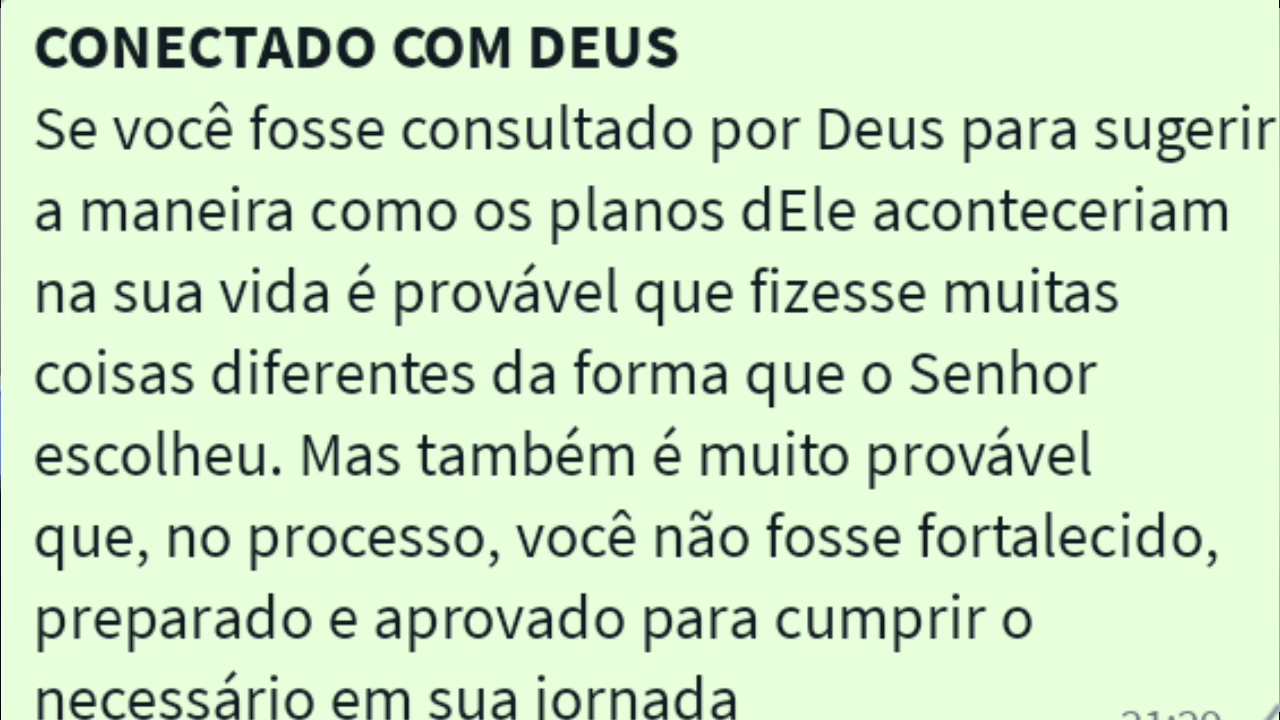 CONECTADO COM DEUS
Se você fosse consultado por Deus para sugerir
a maneira como os planos dEle aconteceriam
na sua vida é provável que fizesse muitas
coisas diferentes da forma que o Senhor
escolheu. Mas também é muito provável
que, no processo, você não fosse fortalecido,
preparado e aprovado para cumprir o
necessário em sua jornada